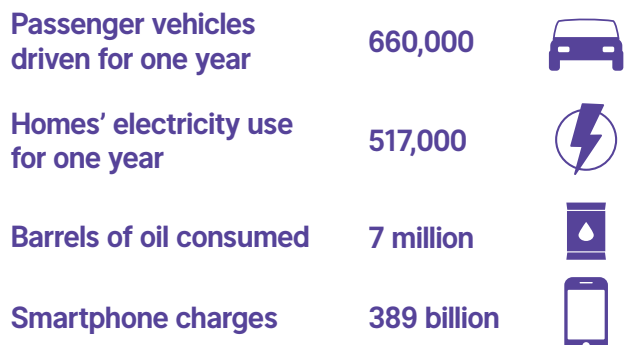 Passenger vehicles
driven for one year
660,000
Homes’ electricity use
for one year
517,000
Barrels of oil consumed
7 million
Smartphone charges
389 billion